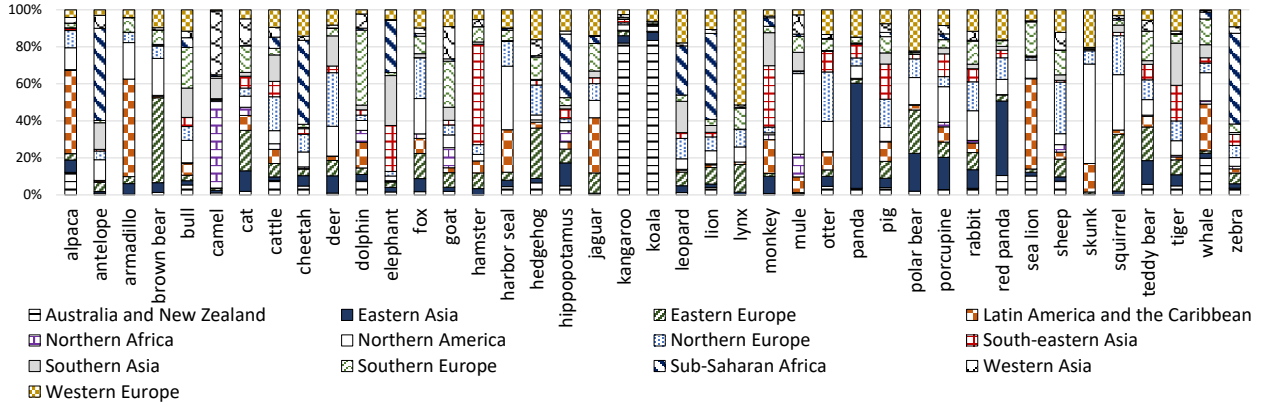 100%
80%
60%
40%
20%
0%
alpaca
antelope
armadillo
brown bear
bull
camel
cat
cattle
cheetah
deer
dolphin
elephant
fox
goat
hamster
harbor seal
hedgehog
hippopotamus
jaguar
kangaroo
koala
leopard
lion
lynx
monkey
mule
otter
panda
pig
polar bear
porcupine
rabbit
red panda
sea lion
sheep
skunk
squirrel
teddy bear
tiger
whale
zebra
Australia and New Zealand Eastern Asia Eastern Europe Latin America and the Caribbean
Northern Africa Northern America Northern Europe South-eastern Asia
Southern Asia Southern Europe Sub-Saharan Africa Western Asia
Western Europe